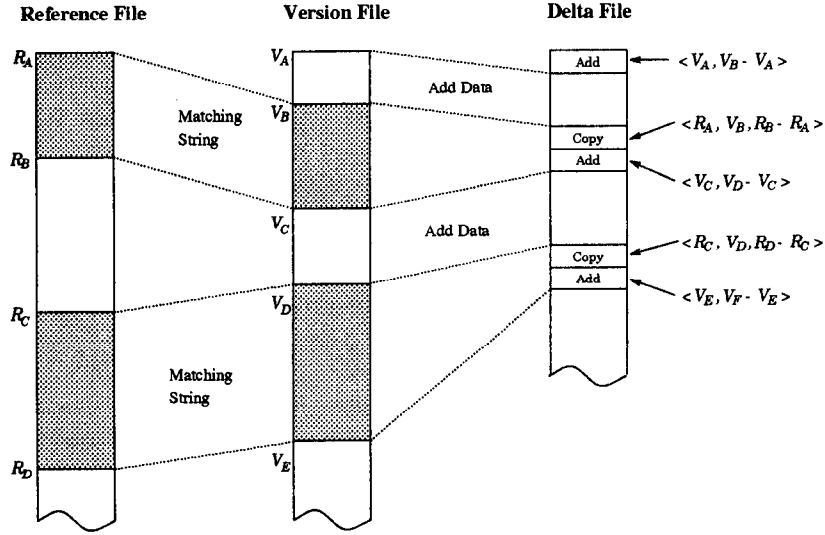 Reference File
Version File
Delta File
R_A
V_A
Add
< V_A, V_B - V_A >
Add Data
Matching
String
V_B
< R_A, V_B, R_B - R_A >
Copy
R_B
Add
< V_C, V_D - V_C >
V_C
Add Data
< R_C, V_D, R_D - R_C >
Copy
Add
< V_E, V_F - V_E >
R_C
V_D
Matching
String
V_E
R_D